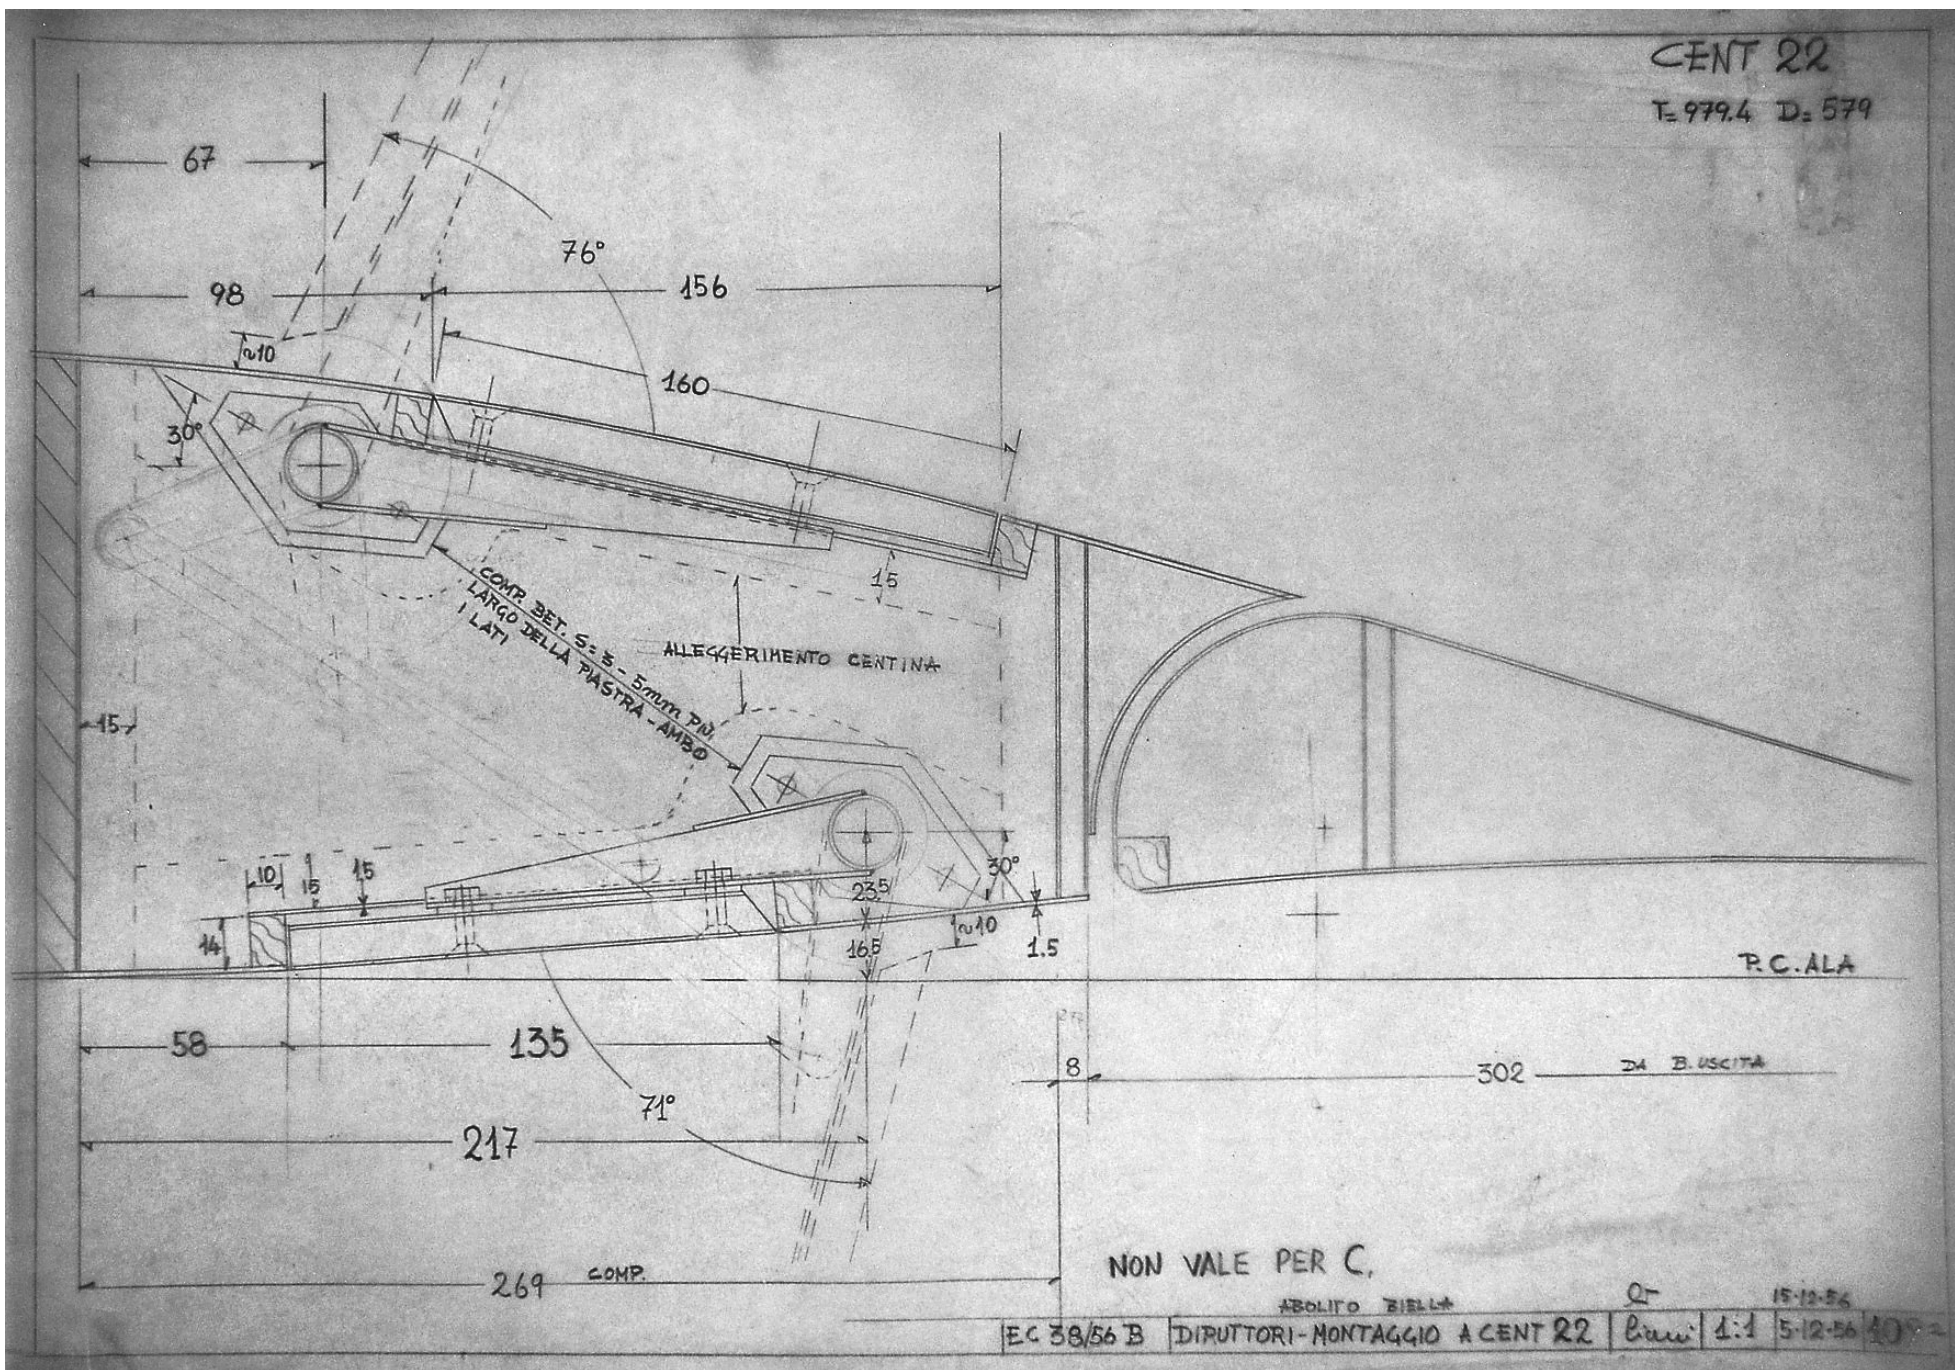 CENT 22
T= 979.4 D= 579
67
76°
98
156
~10
160
30°
15
COMP. BET. S=3 - 5mm PIÙ
LARGO DELLA PIASTRA - AMBO
I LATI
ALLEGGERIMENTO CENTINA
15
10
15
15
30°
23.5
14
~10
16.5
1.5
P.C. ALA
58
135
8
302
DA B. USCITA
71°
217
269 COMP.
NON VALE PER C.
ABOLITO BIELLA
15-12-56
EC 38/56 B
DIRUTTORI-MONTAGGIO A CENT 22
1:1
5-12-56